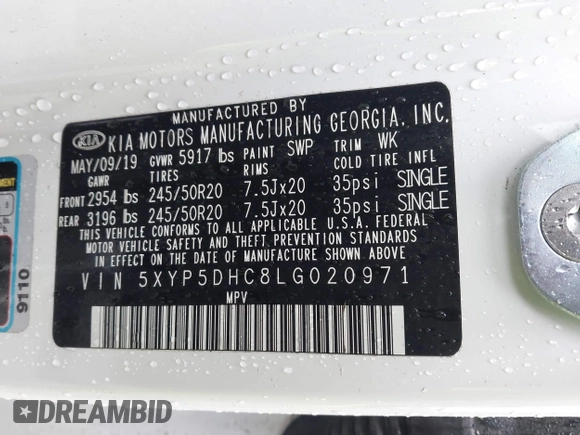 MANUFACTURED BY
KIA KIA MOTORS MANUFACTURING GEORGIA, INC.
MAY/09/19 GVWR 5917 lbs PAINT SWP TRIM WK
GAWR TIRES RIMS COLD TIRE INFL
FRONT 2954 lbs 245/50R20 7.5Jx20 35psi SINGLE
REAR 3196 lbs 245/50R20 7.5Jx20 35psi SINGLE
THIS VEHICLE CONFORMS TO ALL APPLICABLE U.S.A. FEDERAL
MOTOR VEHICLE SAFETY AND THEFT PREVENTION STANDARDS
IN EFFECT ON THE DATE OF MANUFACTURE SHOWN ABOVE
VIN 5XYP5DHC8LG020971
MPV
9110
DREAMBID